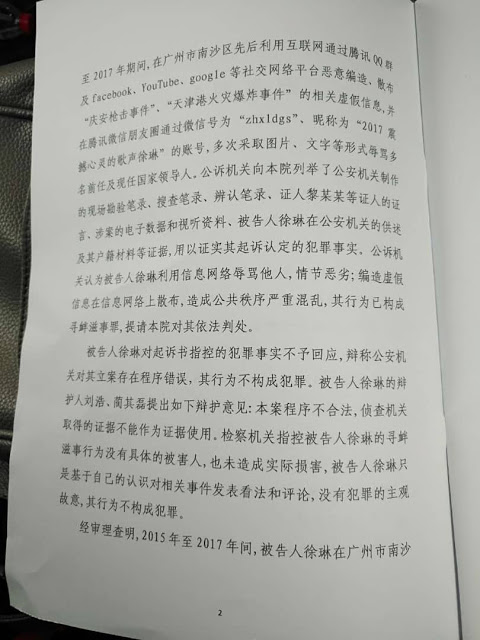 至 2017 年期间,在广州市南沙区先后利用互联网通过腾讯QQ群
及 facebook、YouTube、google 等社交网络平台恶意编造、散布
“庆安枪击事件”、“天津港火灾爆炸事件”的相关虚假信息,并
在腾讯微信朋友圈通过微信号为“zhxldgs”、昵称为“2017 震
撼心灵的歌声徐琳”的账号,多次采取图片、文字等形式辱骂多
名前任及现任国家领导人。公诉机关向本院列举了公安机关制作
的现场勘验笔录、搜查笔录、辨认笔录、证人黎某某等证人的证
言、涉案的电子数据和视听资料、被告人徐琳在公安机关的供述
及其户籍材料等证据,用以证实其起诉认定的犯罪事实。公诉机
关认为被告人徐琳利用信息网络辱骂他人,情节恶劣;编造虚假
信息在信息网络上散布,造成公共秩序严重混乱,其行为已构成
寻衅滋事罪,提请本院对其依法判处。
被告人徐琳对起诉书指控的犯罪事实不予回应,辩称公安机
关对其立案存在程序错误,其行为不构成犯罪。被告人徐琳的辩
护人刘浩、蔺其磊提出如下辩护意见:本案程序不合法,侦查机关
取得的证据不能作为证据使用。检察机关指控被告人徐琳的寻衅
滋事行为没有具体的被害人,也未造成实际损害,被告人徐琳只
是基于自己的认识对相关事件发表看法和评论,没有犯罪的主观
故意,其行为不构成犯罪。
经审理查明,2015 年至 2017 年间,被告人徐琳在广州市南沙
2